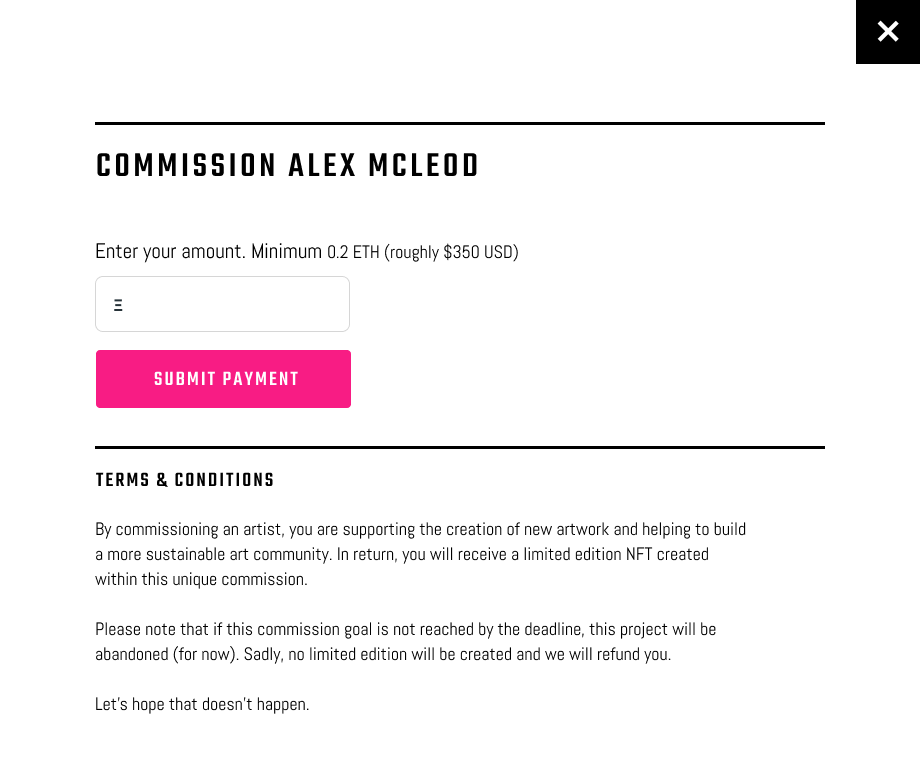 COMMISSION ALEX MCLEOD
Enter your amount. Minimum 0.2 ETH (roughly $350 USD)
Ξ
SUBMIT PAYMENT
TERMS & CONDITIONS
By commissioning an artist, you are supporting the creation of new artwork and helping to build
a more sustainable art community. In return, you will receive a limited edition NFT created
within this unique commission.
Please note that if this commission goal is not reached by the deadline, this project will be
abandoned (for now). Sadly, no limited edition will be created and we will refund you.
Let’s hope that doesn’t happen.